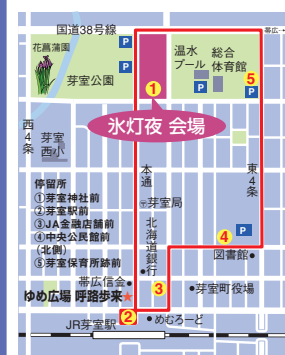 国道38号線
帯広→
花菖蒲園
P
P
芽室公園
温水
プール
総合
体育館
P
P
5
P
1
氷灯夜 会場
西4条
芽室西小
本通
東4条
停留所
①芽室神社前
②芽室駅前
③JA金融店舗前
④中央公民館前
(北側)
⑤芽室保育所跡前
〒芽室局
北海道銀行
P
4
図書館
帯広信会
ゆめ広場 呼路歩来★
3
芽室町役場
2
めむろーど
JR芽室駅